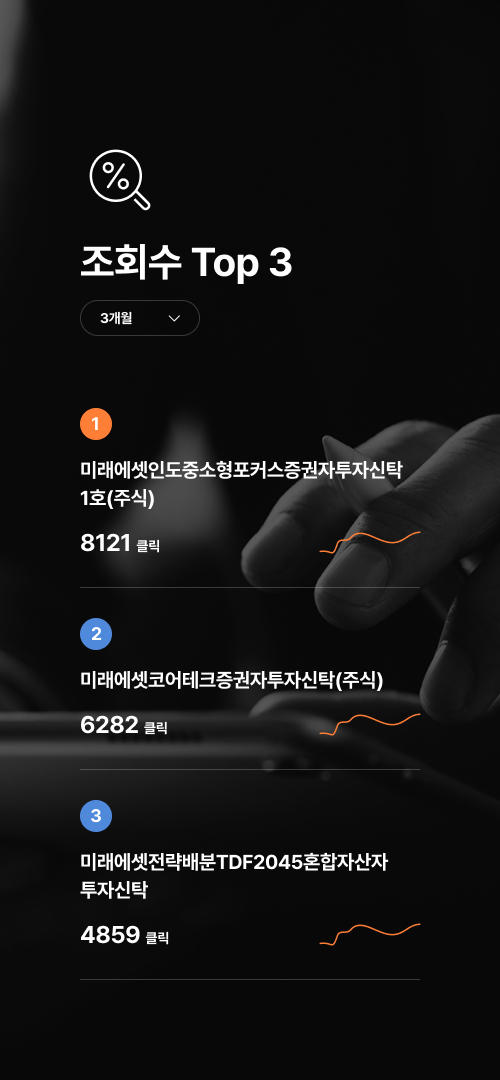 조회수 Top 3
3개월
1
미래에셋인도중소형포커스증권자투자신탁
1호(주식)
8121 클릭
2
미래에셋코어테크증권자투자신탁(주식)
6282 클릭
3
미래에셋전략배분TDF2045혼합자산자
투자신탁
4859 클릭